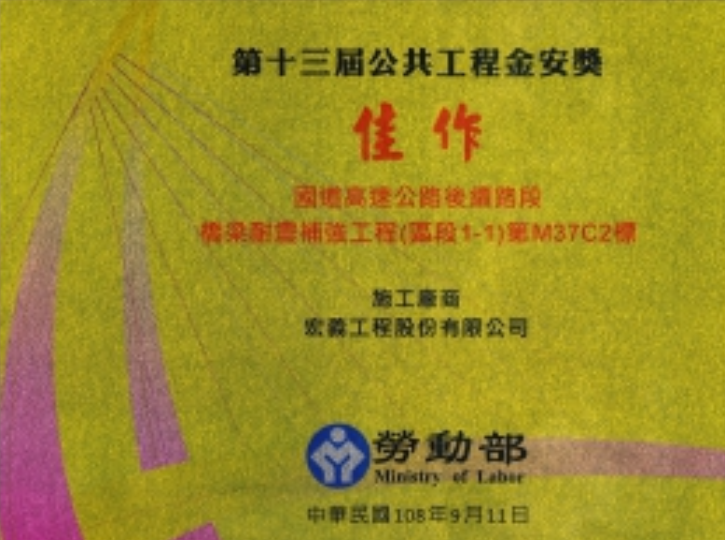 第十三屆公共工程金安獎
佳作
國道高速公路後續路段
橋梁耐震補強工程(區段1-1)第M37C2標
施工廠商
宏義工程股份有限公司
勞動部
Ministry of Labor
中華民國108年9月11日